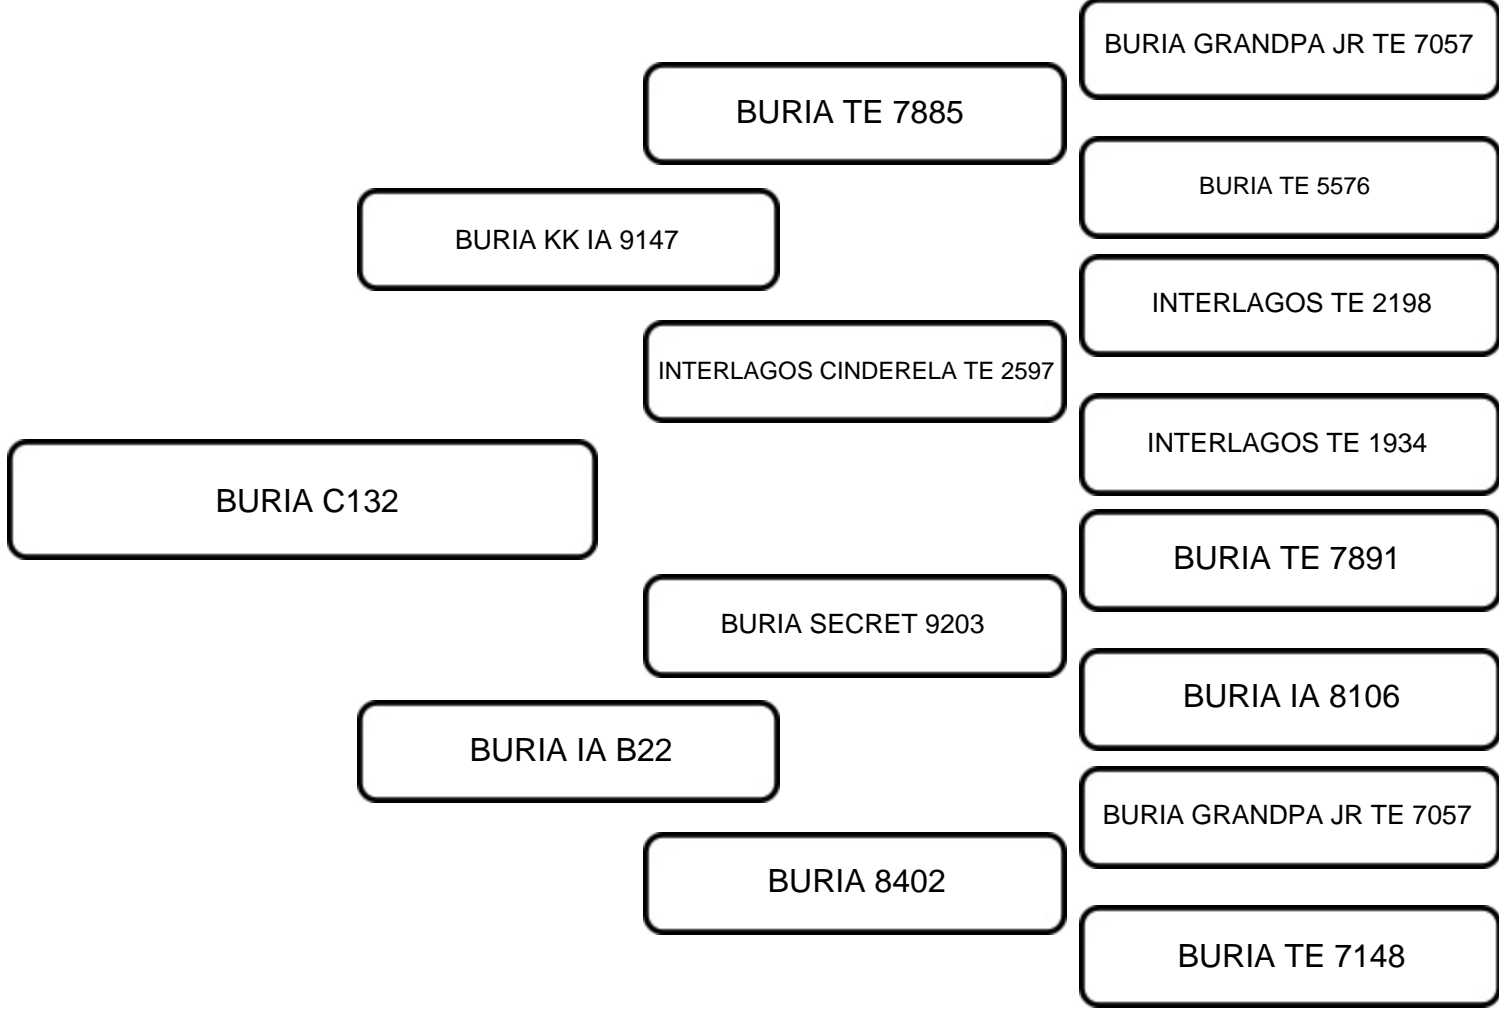 BURIA GRANDPA JR TE 7057
BURIA TE 7885
BURIA TE 5576
BURIA KK IA 9147
INTERLAGOS TE 2198
INTERLAGOS CINDERELA TE 2597
INTERLAGOS TE 1934
BURIA C132
BURIA TE 7891
BURIA SECRET 9203
BURIA IA 8106
BURIA IA B22
BURIA GRANDPA JR TE 7057
BURIA 8402
BURIA TE 7148